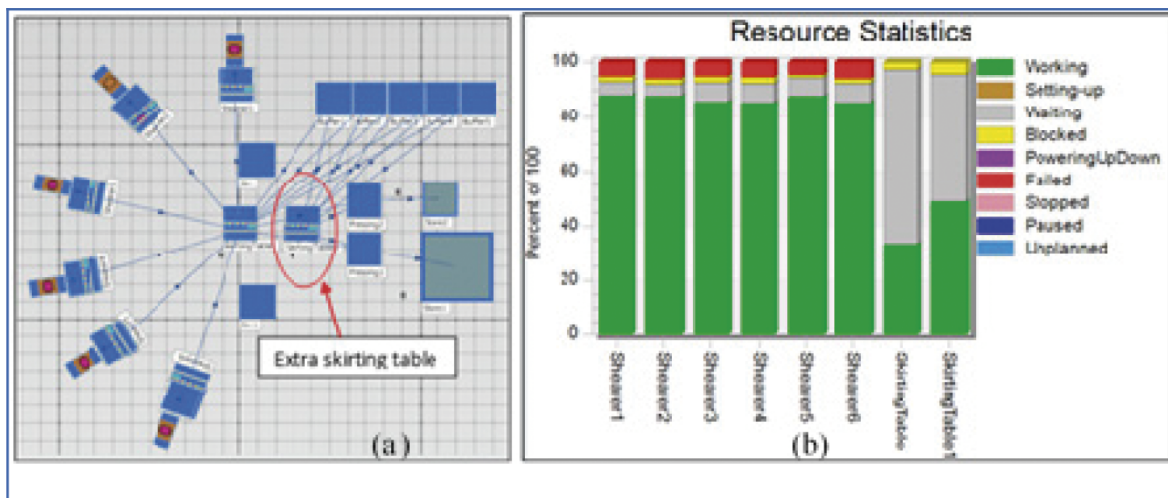 Extra skirting table
(a)
Resource Statistics
Percent of 100
100
80
60
40
20
0
Shearer1
Shearer2
Shearer3
Shearer4
Shearer5
Shearer6
SkirtingTable
SkirtingTable1
Working
Setting-up
Waiting
Blocked
PoweringUpDown
Failed
Stopped
Paused
Unplanned
(b)